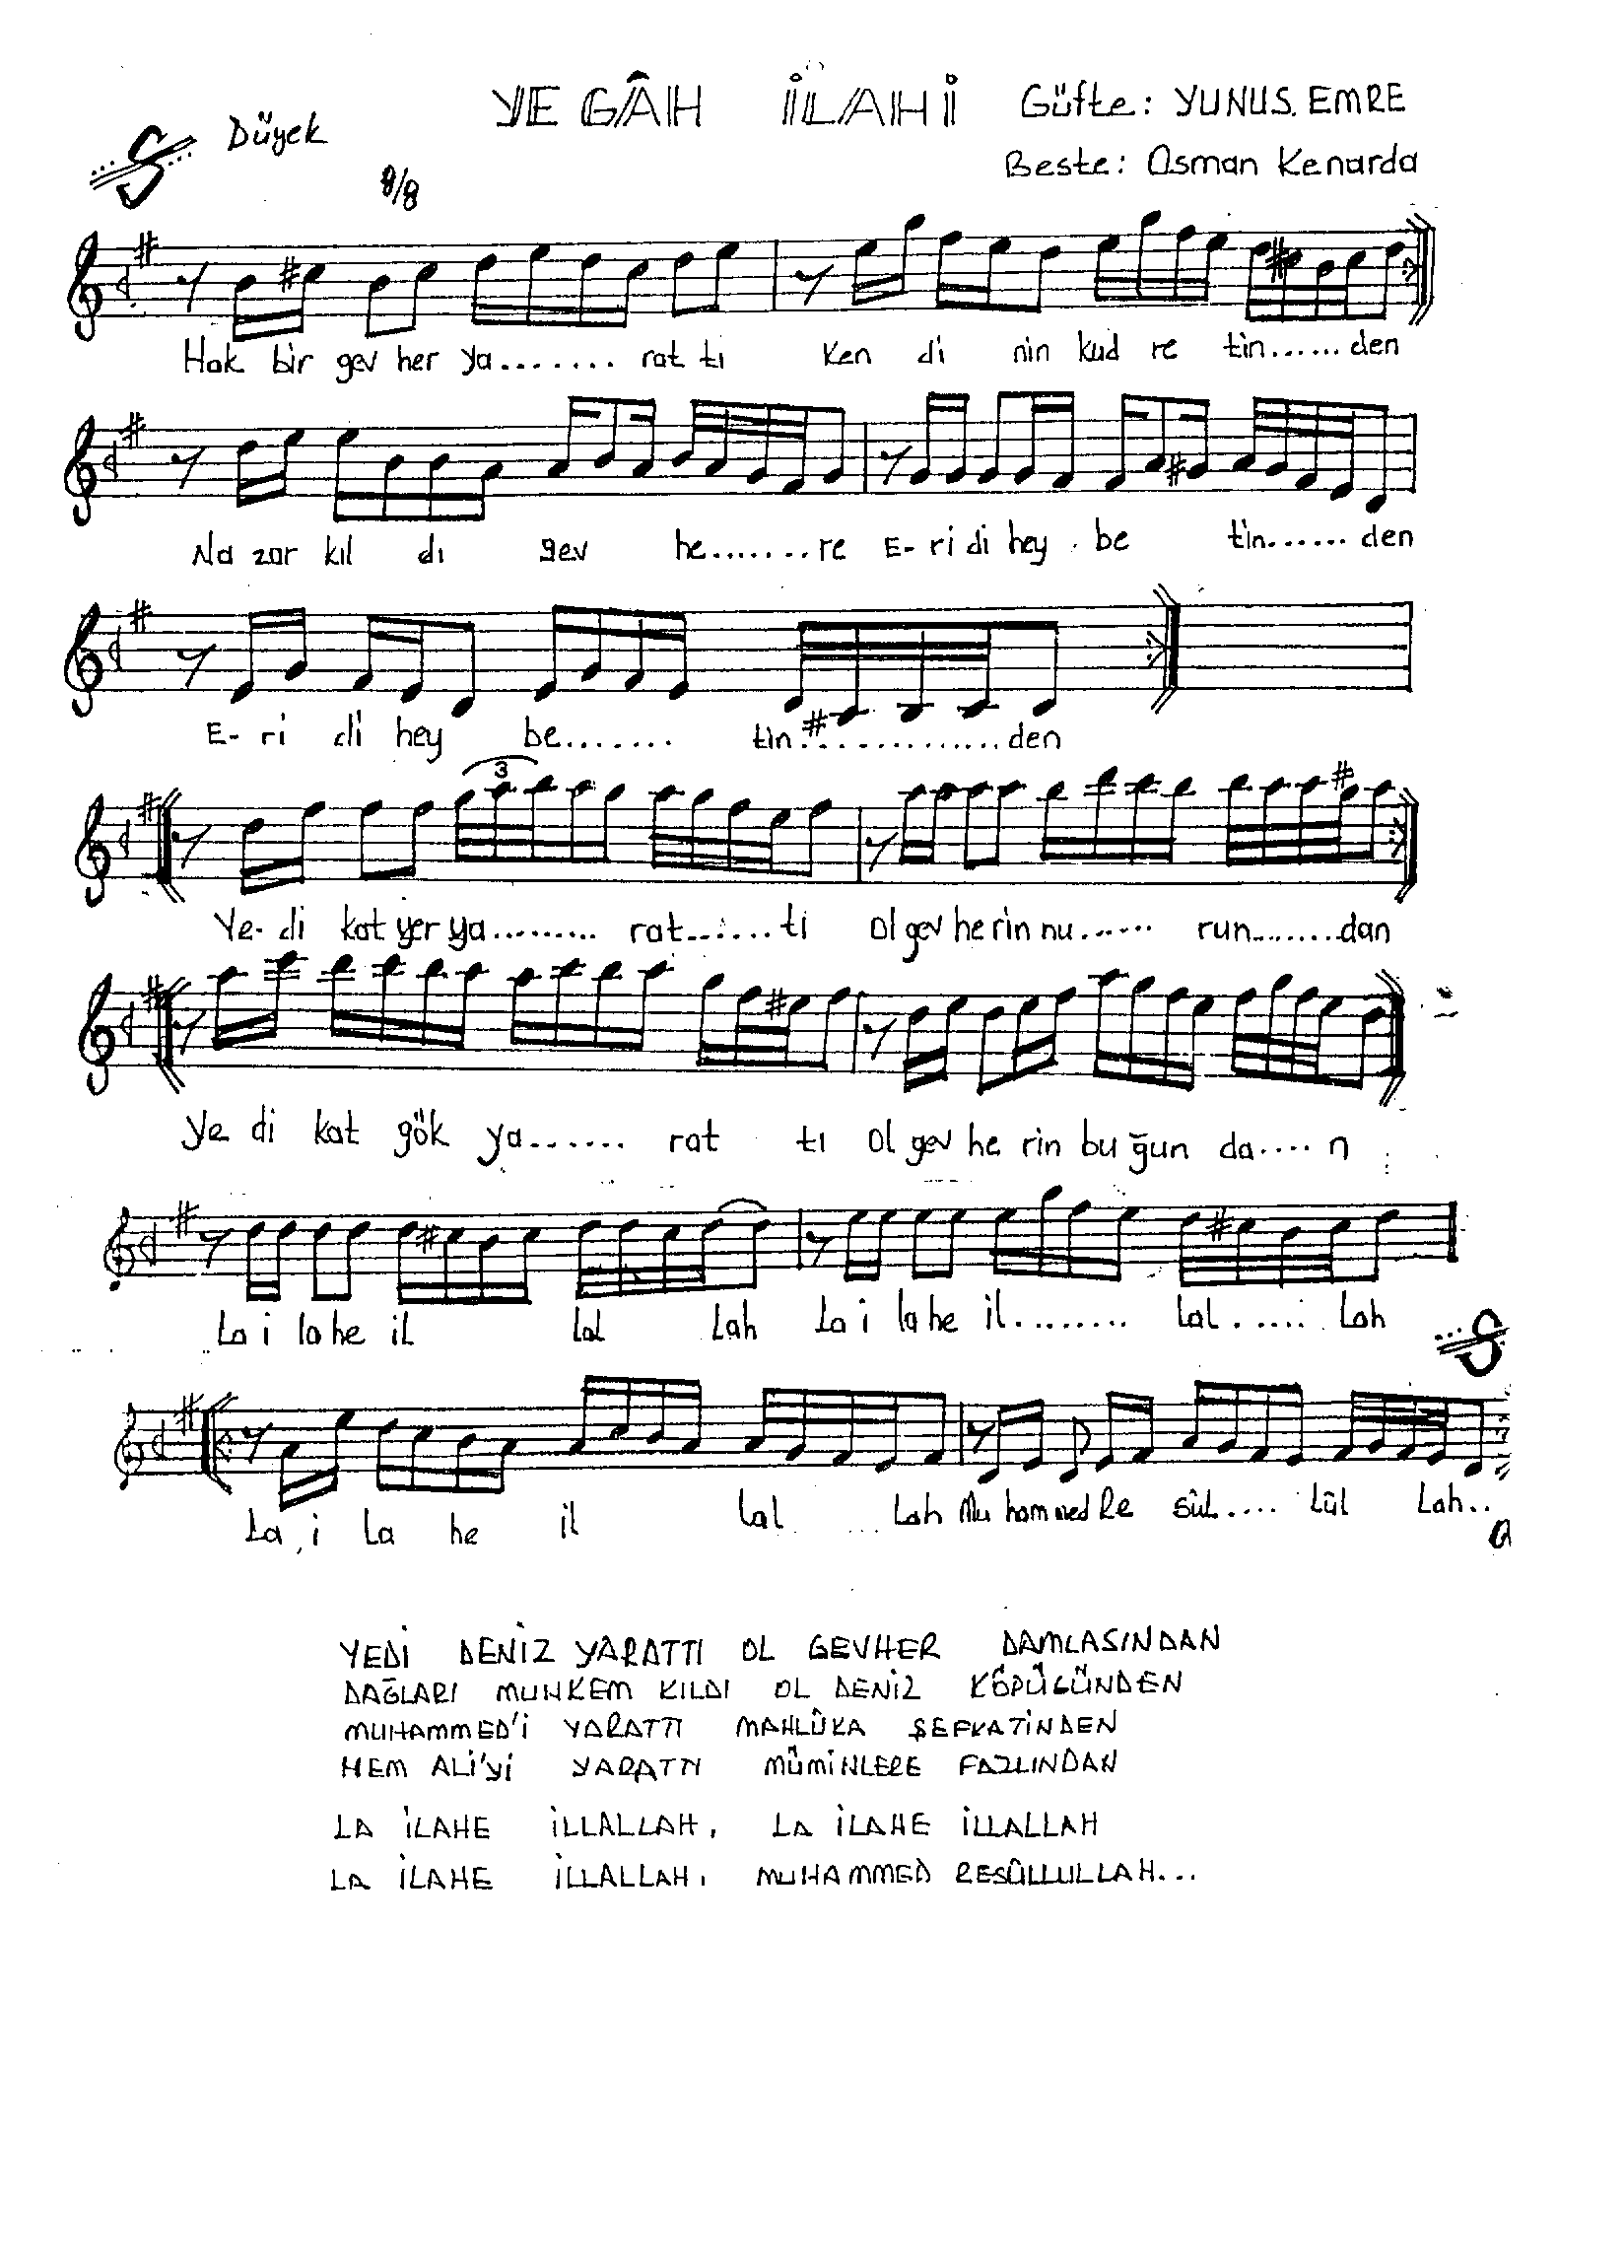 YEGÂH İLAHİ Güfte: YUNUS. EMRE
Düyek
Beste: Osman Kenarda
8/8
Hak bir gev her ya........ rat tı Ken di nin kud re tin...... den
Na zar kıl dı gev he........ re E- ri di hey be tin...... den
E- ri di hey be....... tin.............. den
3
Ye- di kat yer ya......... rat....... ti ol gev he rin nu...... run........ dan
Ye di kat gök ya...... rat tı ol gev he rin bu ğun da.... n
La i la he il lal Lah La i la he il........ lal...... Lah
La i La he il lal Lah Mu ham med Re sûl.... lûl Lah..
YEDİ DENİZ YARATTI OL GEVHER DAMLASINDAN
DAĞLARI MUHKEM KILDI OL DENİZ KÖPÜĞÜNDEN
MUHAMMED'İ YARATTI MAHLÛKA ŞEFKATİNDEN
HEM ALİ'Yİ YARATTI MÜMİNLERE FAZLINDAN
LA İLAHE İLLALLAH, LA İLAHE İLLALLAH
LA İLAHE İLLALLAH, MUHAMMED RESÛLLULLAH...